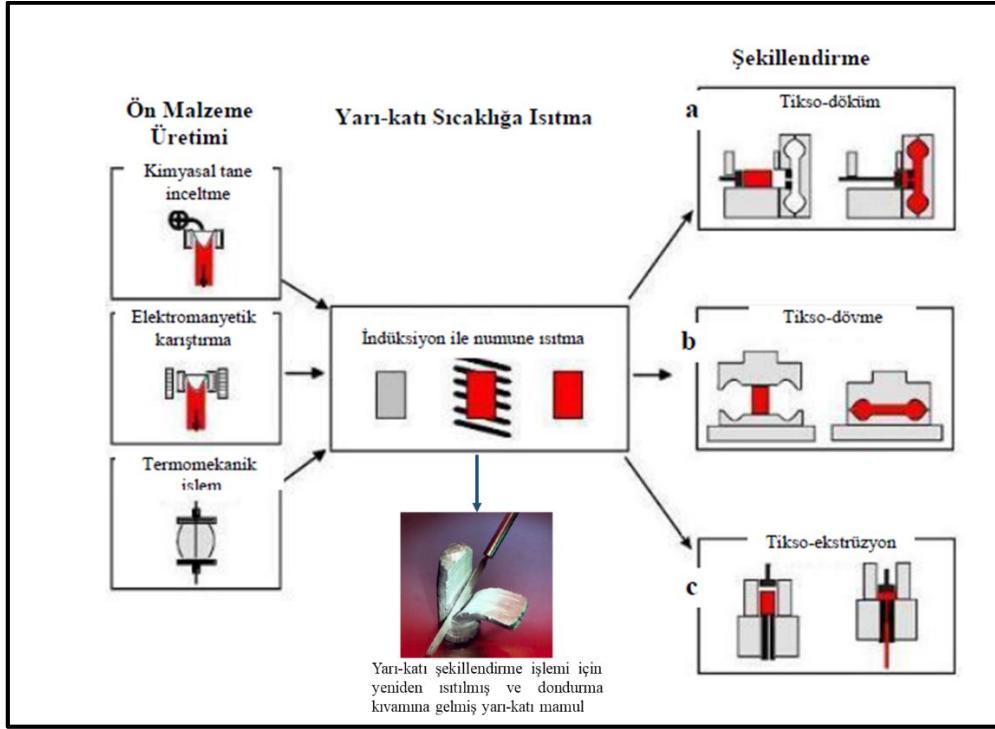 Ön Malzeme
Üretimi
Kimyasal tane
inceltme
Elektromanyetik
karıştırma
Termomekanik
işlem
Yarı-katı Sıcaklığa Isıtma
İndüksiyon ile numune ısıtma
Yarı-katı şekillendirme işlemi için
yeniden ısıtılmış ve dondurma
kıvamına gelmiş yarı-katı mamul
Şekillendirme
a
Tikso-döküm
b
Tikso-dövme
c
Tikso-ekstrüzyon